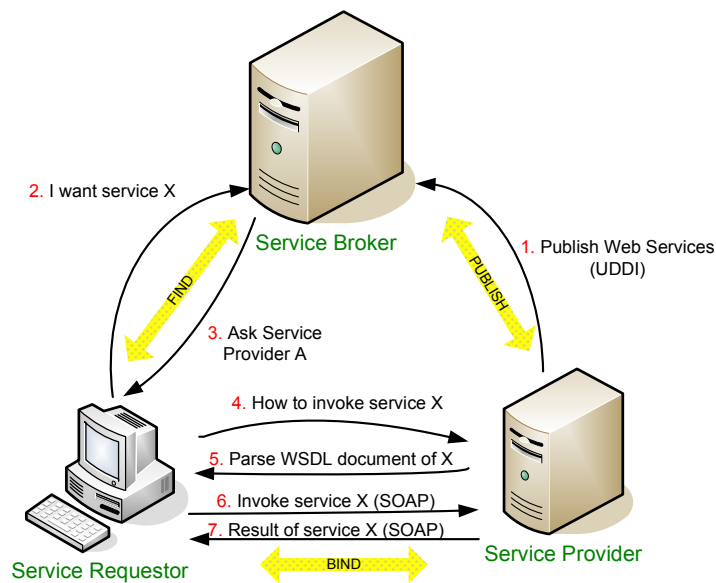 2. I want service X
Service Broker
1. Publish Web Services
(UDDI)
FIND
PUBLISH
3. Ask Service
Provider A
4. How to invoke service X
5. Parse WSDL document of X
6. Invoke service X (SOAP)
7. Result of service X (SOAP)
BIND
Service Requestor
Service Provider